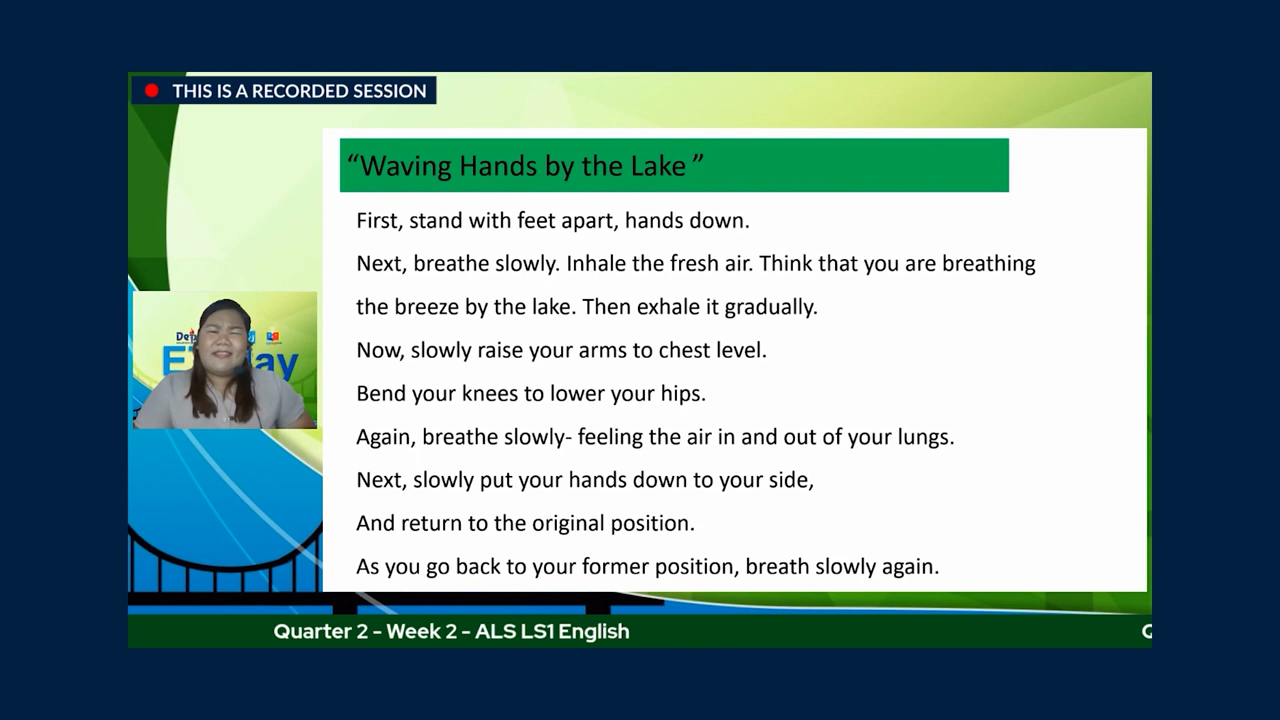 THIS IS A RECORDED SESSION
“Waving Hands by the Lake”
First, stand with feet apart, hands down.
Next, breathe slowly. Inhale the fresh air. Think that you are breathing
the breeze by the lake. Then exhale it gradually.
Now, slowly raise your arms to chest level.
Bend your knees to lower your hips.
Again, breathe slowly- feeling the air in and out of your lungs.
Next, slowly put your hands down to your side,
And return to the original position.
As you go back to your former position, breath slowly again.
Quarter 2 - Week 2 - ALS LS1 English